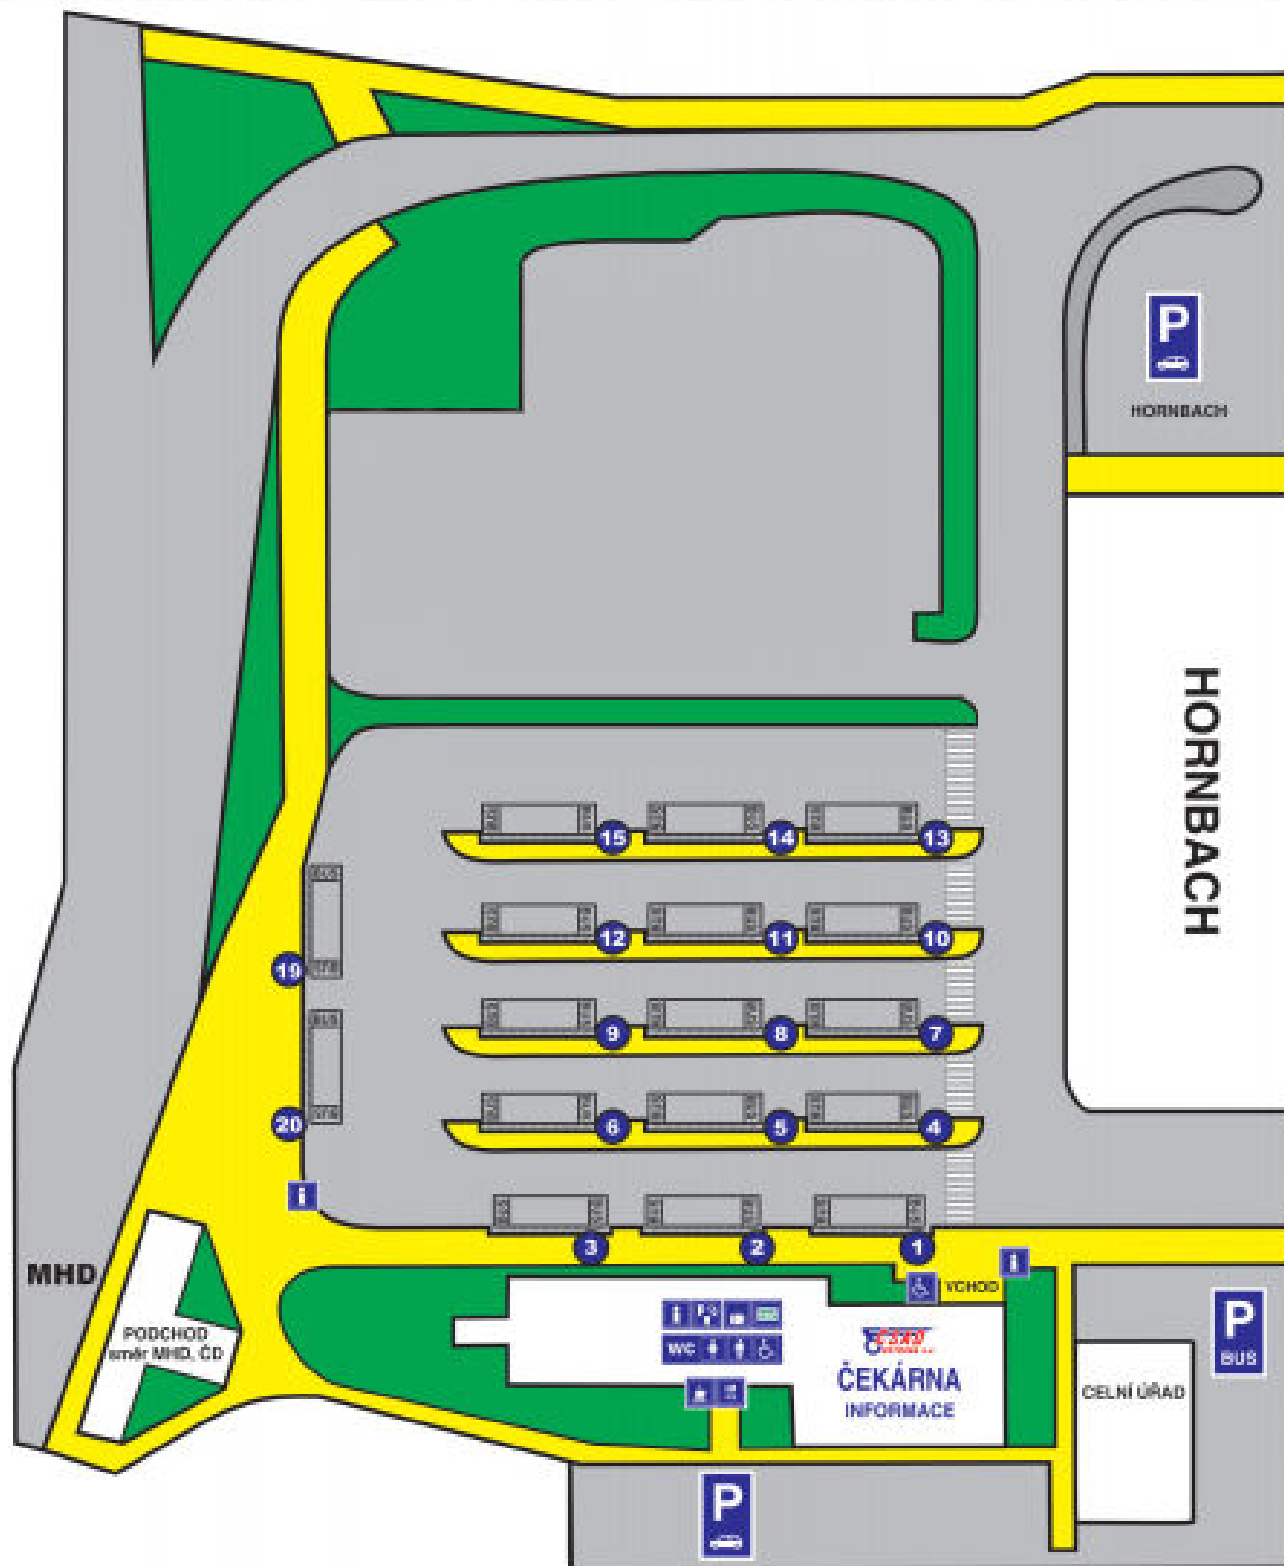 P
HORNBACH
HORNBACH
15
14
13
12
11
10
19
9
8
7
20
6
5
4
i
3
2
1
MHD
i
VCHOD
PODCHOD
směr MHD, ČD
i
WC
ČSAD
ČEKÁRNA
INFORMACE
P
BUS
CELNÍ ÚŘAD
P